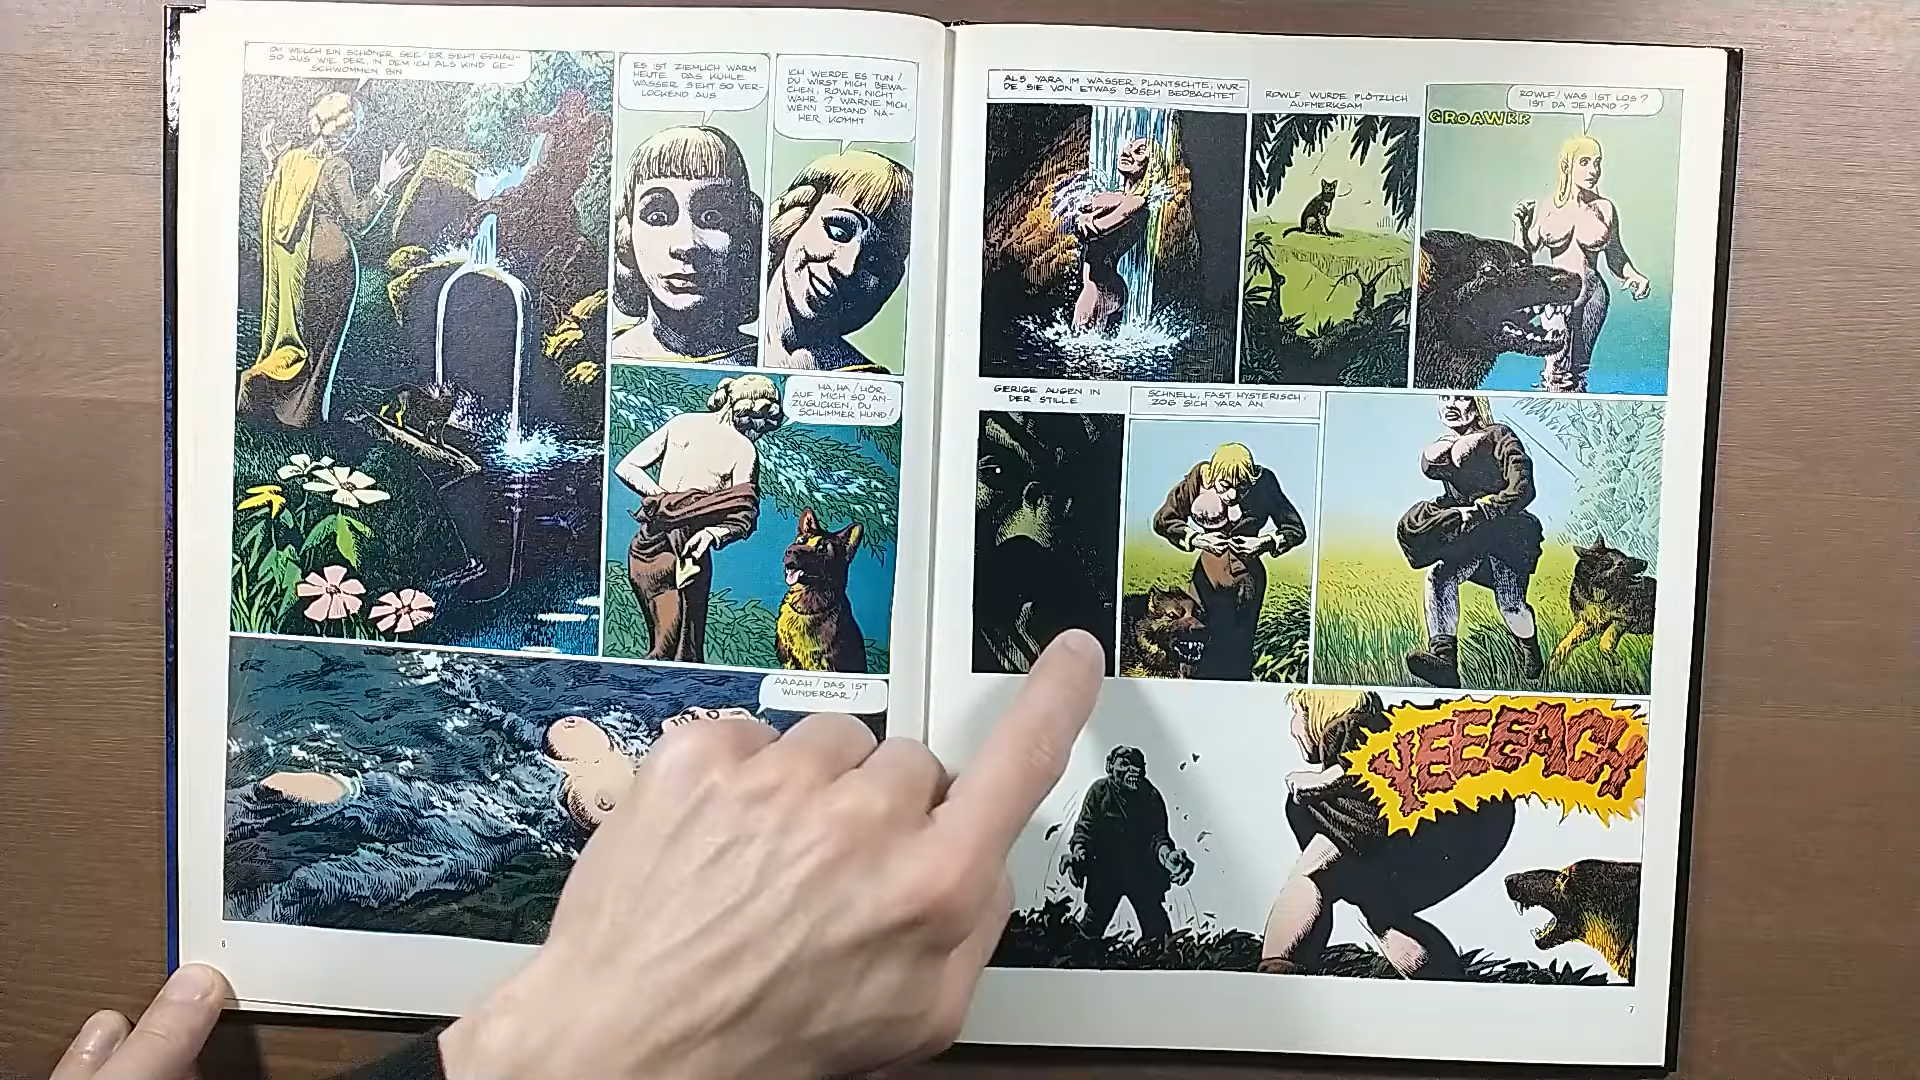 OH WELCH EIN SCHÖNER SEE! ER SIEHT GENAU-
SO AUS WIE DER, IN DEM ICH ALS KIND GE-
SCHWOMMEN BIN
ES IST ZIEMLICH WARM
HEUTE DAS KÜHLE
WASSER SIEHT SO VER-
LOCKEND AUS
ICH WERDE ES TUN!
DU WIRST MICH BEWA-
CHEN, ROWLF, NICHT
WAHR? WARNE MICH,
WENN JEMAND NÄ-
HER KOMMT
HA, HA! HÖR
AUF MICH SO AN-
ZUGUCKEN, DU
SCHLIMMER HUND!
AAAAH! DAS IST
WUNDERBAR!
6
ALS YARA IM WASSER PLANTSCHTE, WUR-
DE SIE VON ETWAS BÖSEM BEOBACHTET
ROWLF WURDE PLÖTZLICH
AUFMERKSAM
GROAWRR
ROWLF! WAS IST LOS?
IST DA JEMAND?
GERIGE AUGEN IN
DER STILLE
SCHNELL, FAST HYSTERISCH,
ZOG SICH YARA AN
YEEEACH
7